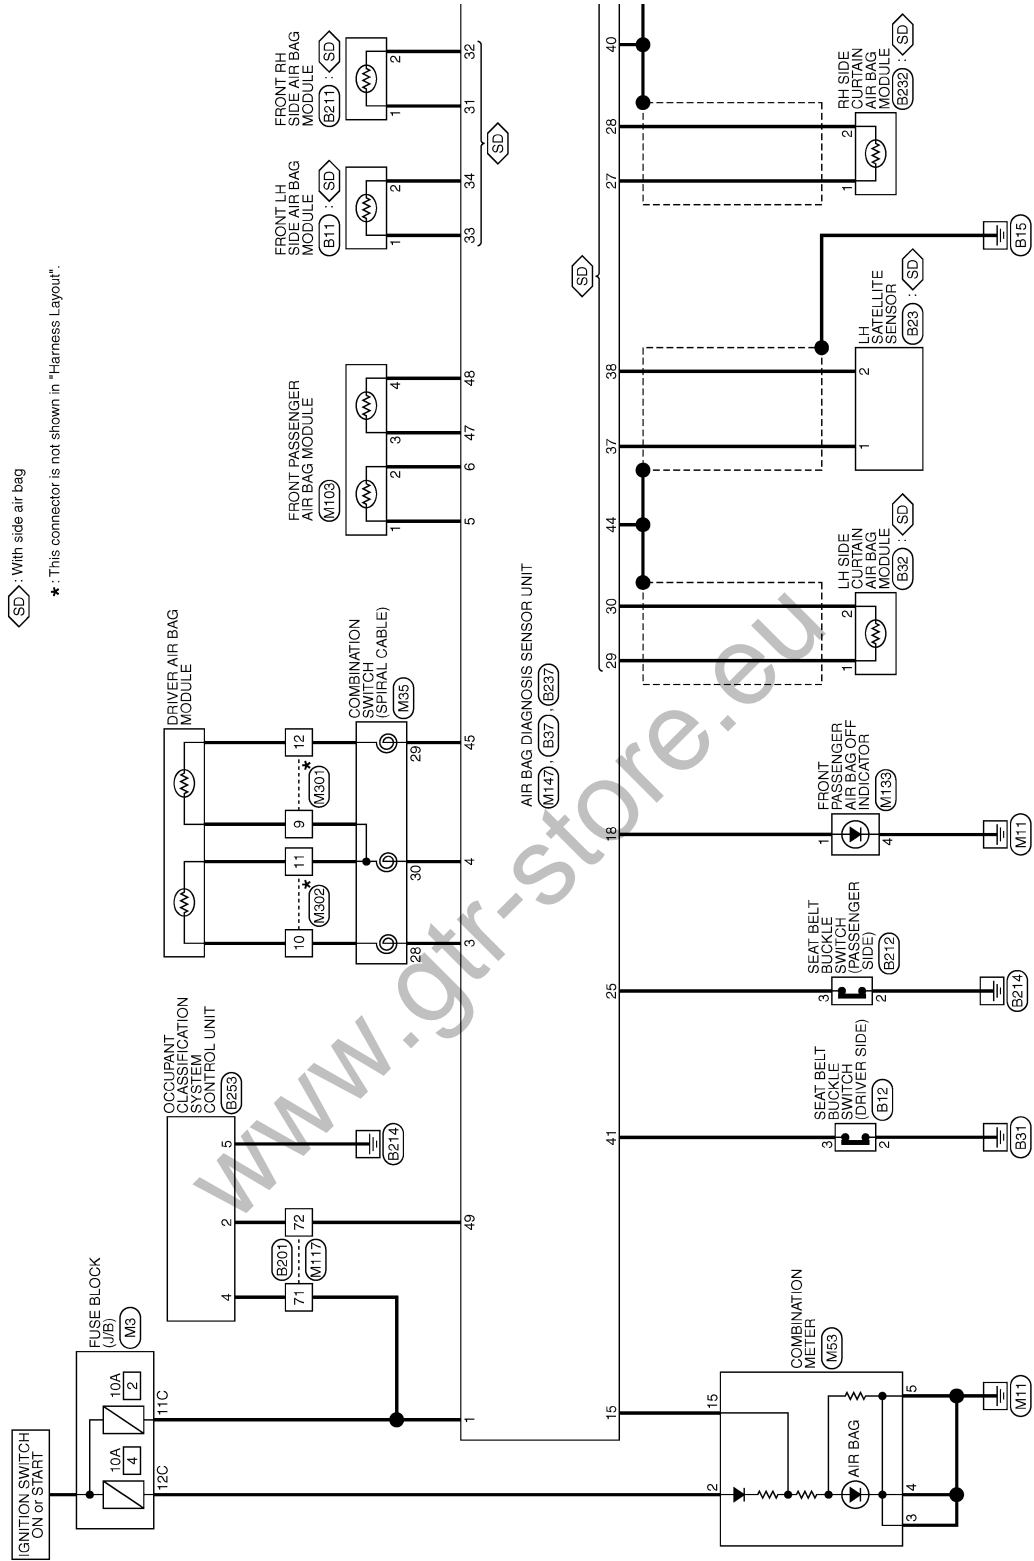 IGNITION SWITCH
ON or START
FUSE BLOCK
(J/B)
M3
10A
4
10A
2
12C
11C
OCCUPANT
CLASSIFICATION
SYSTEM
CONTROL UNIT
B253
4
2
5
B201
M117
71
72
B214
1
49
DRIVER AIR BAG
MODULE
10
11
9
12
*
M302
*
M301
COMBINATION
SWITCH
(SPIRAL CABLE)
M35
28
30
29
3
4
45
SD : With side air bag
* : This connector is not shown in "Harness Layout".
FRONT PASSENGER
AIR BAG MODULE
M103
1
2
3
4
5
6
47
48
FRONT LH
SIDE AIR BAG
MODULE
B11 : SD
1
2
33
34
FRONT RH
SIDE AIR BAG
MODULE
B211 : SD
1
2
31
32
SD
AIR BAG DIAGNOSIS SENSOR UNIT
M147 , B37 , B237
15
41
25
18
29
30
44
37
38
27
28
40
SD
COMBINATION
METER
M53
2
15
AIR BAG
3
4
5
M11
SEAT BELT
BUCKLE
SWITCH
(DRIVER SIDE)
B12
3
2
B31
SEAT BELT
BUCKLE
SWITCH
(PASSENGER
SIDE)
B212
3
2
B214
FRONT
PASSENGER
AIR BAG OFF
INDICATOR
M133
1
4
M11
LH SIDE
CURTAIN
AIR BAG
MODULE
B32 : SD
1
2
LH
SATELLITE
SENSOR
B23 : SD
1
2
B15
RH SIDE
CURTAIN
AIR BAG
MODULE
B232 : SD
1
2
www.gtr-store.eu